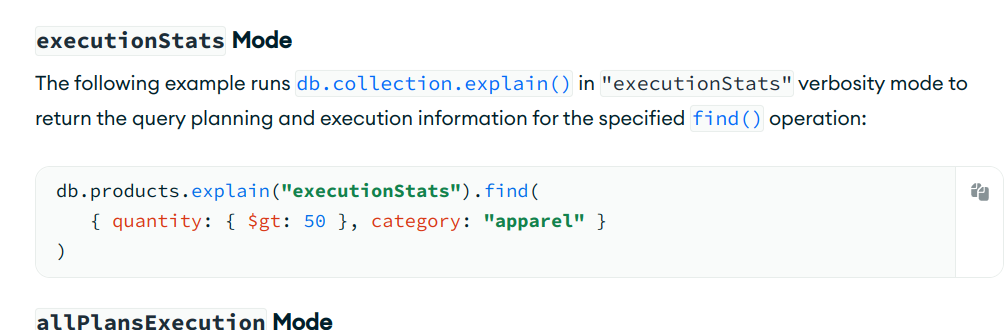 executionStats Mode
The following example runs db.collection.explain() in "executionStats" verbosity mode to
return the query planning and execution information for the specified find() operation:
db.products.explain("executionStats").find(
   { quantity: { $gt: 50 }, category: "apparel" }
)
allPlansExecution Mode